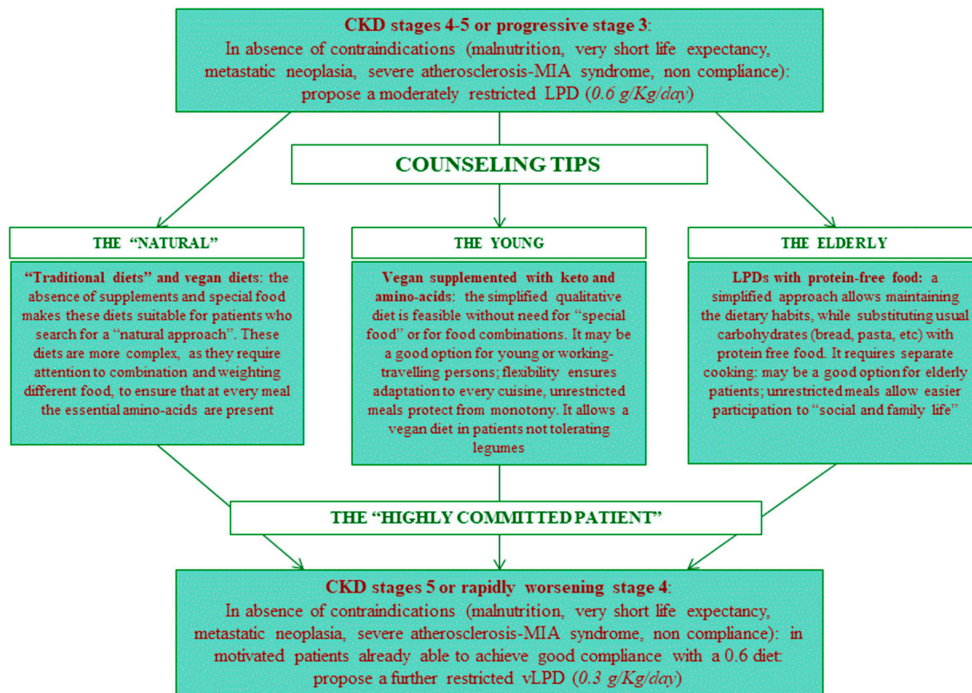 CKD stages 4-5 or progressive stage 3:
In absence of contraindications (malnutrition, very short life expectancy,
metastatic neoplasia, severe atherosclerosis-MIA syndrome, non compliance):
propose a moderately restricted LPD (0.6 g/Kg/day)
COUNSELING TIPS
THE “NATURAL”
“Traditional diets” and vegan diets: the
absence of supplements and special food
makes these diets suitable for patients who
search for a “natural approach”. These
diets are more complex, as they require
attention to combination and weighting
different food, to ensure that at every meal
the essential amino-acids are present
THE YOUNG
Vegan supplemented with keto and
amino-acids: the simplified qualitative
diet is feasible without need for “special
food” or for food combinations. It may be
a good option for young or working-
travelling persons; flexibility ensures
adaptation to every cuisine, unrestricted
meals protect from monotony. It allows a
vegan diet in patients not tolerating
legumes
THE ELDERLY
LPDs with protein-free food: a
simplified approach allows maintaining
the dietary habits, while substituting usual
carbohydrates (bread, pasta, etc) with
protein free food. It requires separate
cooking: may be a good option for elderly
patients; unrestricted meals allow easier
participation to “social and family life”
THE “HIGHLY COMMITTED PATIENT”
CKD stages 5 or rapidly worsening stage 4:
In absence of contraindications (malnutrition, very short life expectancy,
metastatic neoplasia, severe atherosclerosis-MIA syndrome, non compliance): in
motivated patients already able to achieve good compliance with a 0.6 diet:
propose a further restricted vLPD (0.3 g/Kg/day)